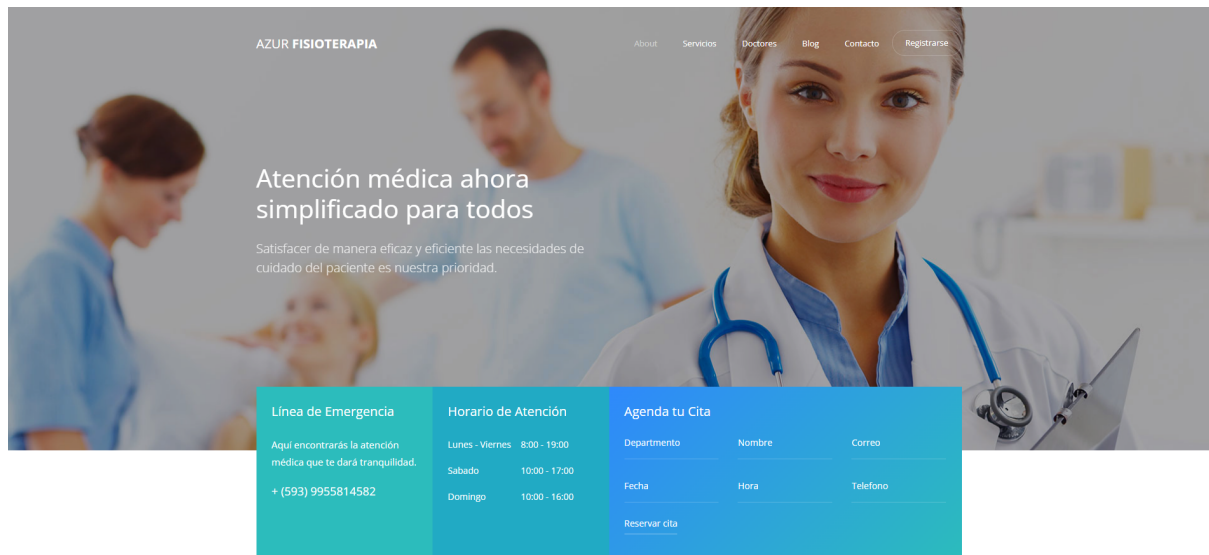 AZUR FISIOTERAPIA
About Servicios Doctores Blog Contacto Registrarse
Atención médica ahora
simplificado para todos
Satisfacer de manera eficaz y eficiente las necesidades de
cuidado del paciente es nuestra prioridad.
Línea de Emergencia
Aquí encontrarás la atención
médica que te dará tranquilidad.
+ (593) 9955814582
Horario de Atención
Lunes - Viernes 8:00 - 19:00
Sabado 10:00 - 17:00
Domingo 10:00 - 16:00
Agenda tu Cita
Departmento Nombre Correo
Fecha Hora Telefono
Reservar cita